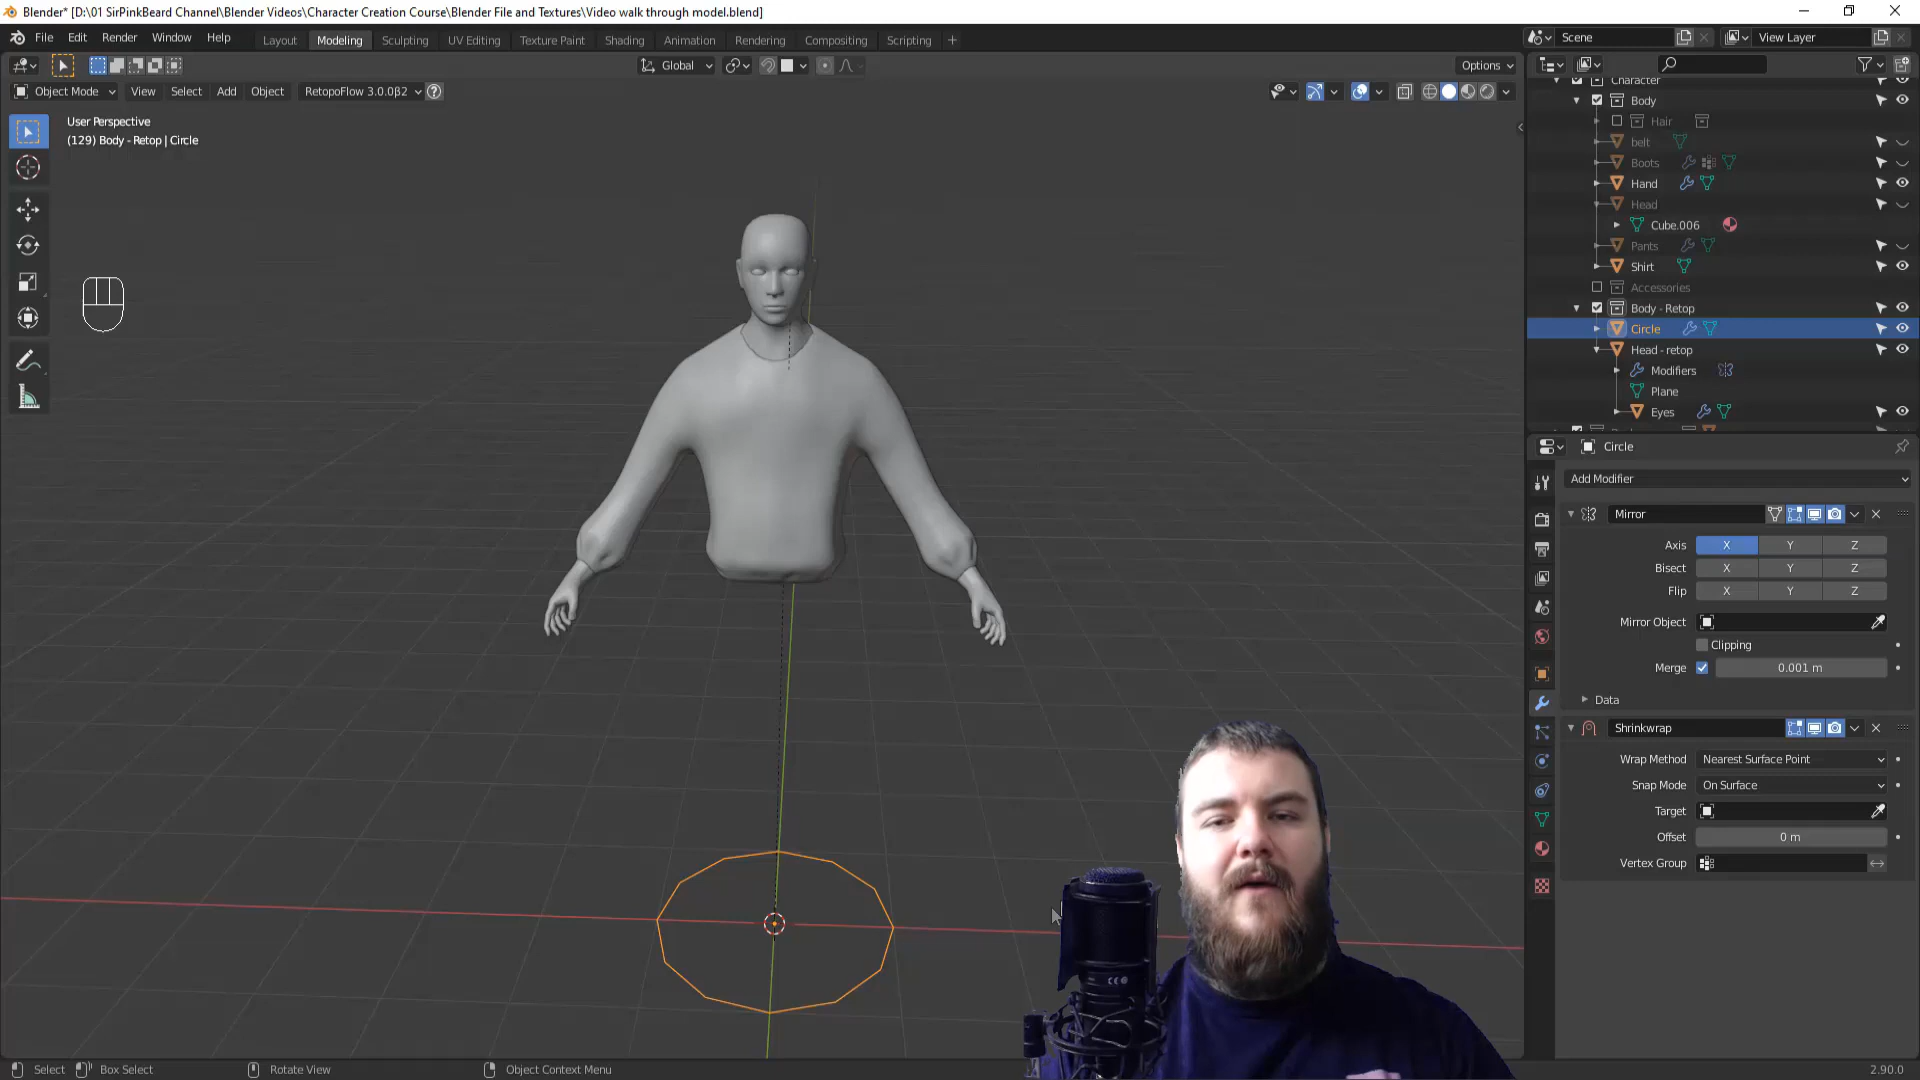 Blender* [D:\01 SirPinkBeard Channel\Blender Videos\Character Creation Course\Blender File and Textures\Video walk through model.blend]
File Edit Render Window Help
Layout Modeling Sculpting UV Editing Texture Paint Shading Animation Rendering Compositing Scripting +
Scene
View Layer
Global
Options
Object Mode View Select Add Object RetopoFlow 3.0.0β2
User Perspective
(129) Body - Retop | Circle
Character
Body
Hair
belt
Boots
Hand
Head
Cube.006
Pants
Shirt
Accessories
Body - Retop
Circle
Head - retop
Modifiers
Plane
Eyes
Circle
Add Modifier
Mirror
Axis X Y Z
Bisect X Y Z
Flip X Y Z
Mirror Object
Clipping
Merge 0.001 m
Data
Shrinkwrap
Wrap Method Nearest Surface Point
Snap Mode On Surface
Target
Offset 0 m
Vertex Group
Select Box Select Rotate View Object Context Menu
2.90.0